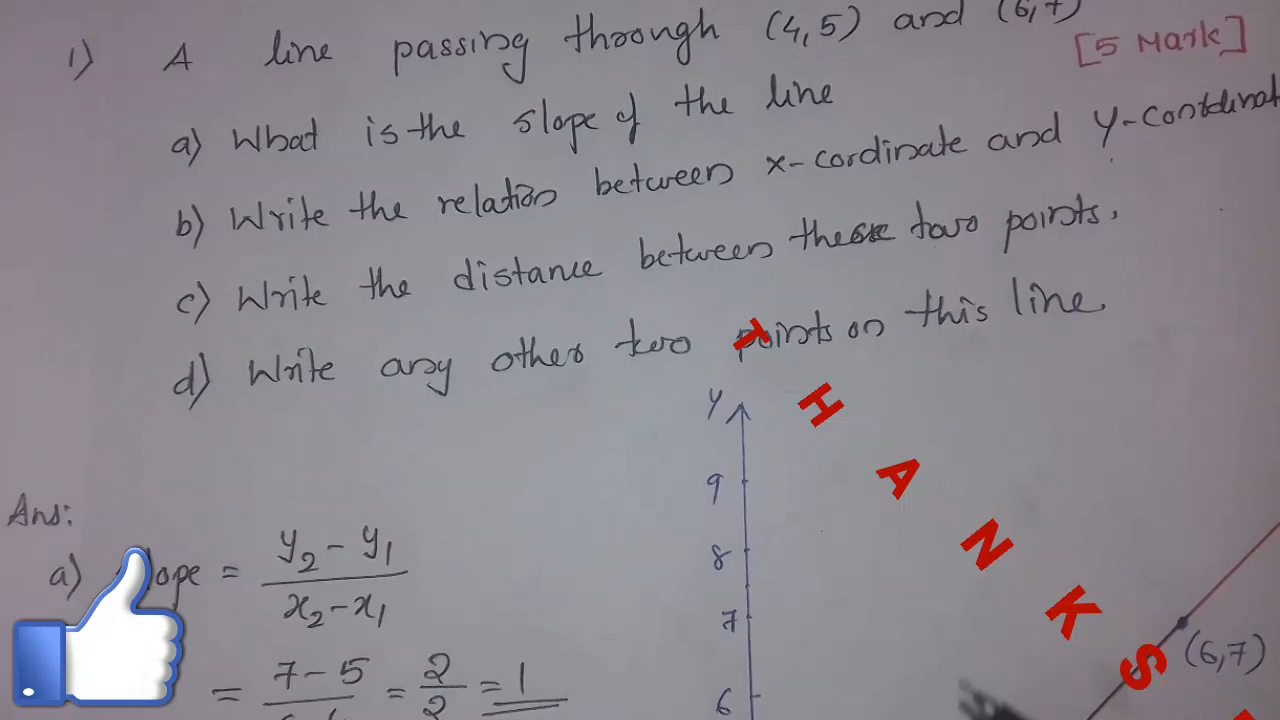 1) A line passing through (4,5) and (6,7)
[5 Mark]
a) What is the slope of the line
b) Write the relation between x-cordinate and y-cordinat
c) Write the distance between these two points.
d) Write any other two points on this line.
THANKS
Ans:
a) slope = y₂-y₁/x₂-x₁
= 7-5/ = 2/2 = 1
y
9
8
7
6
(6,7)